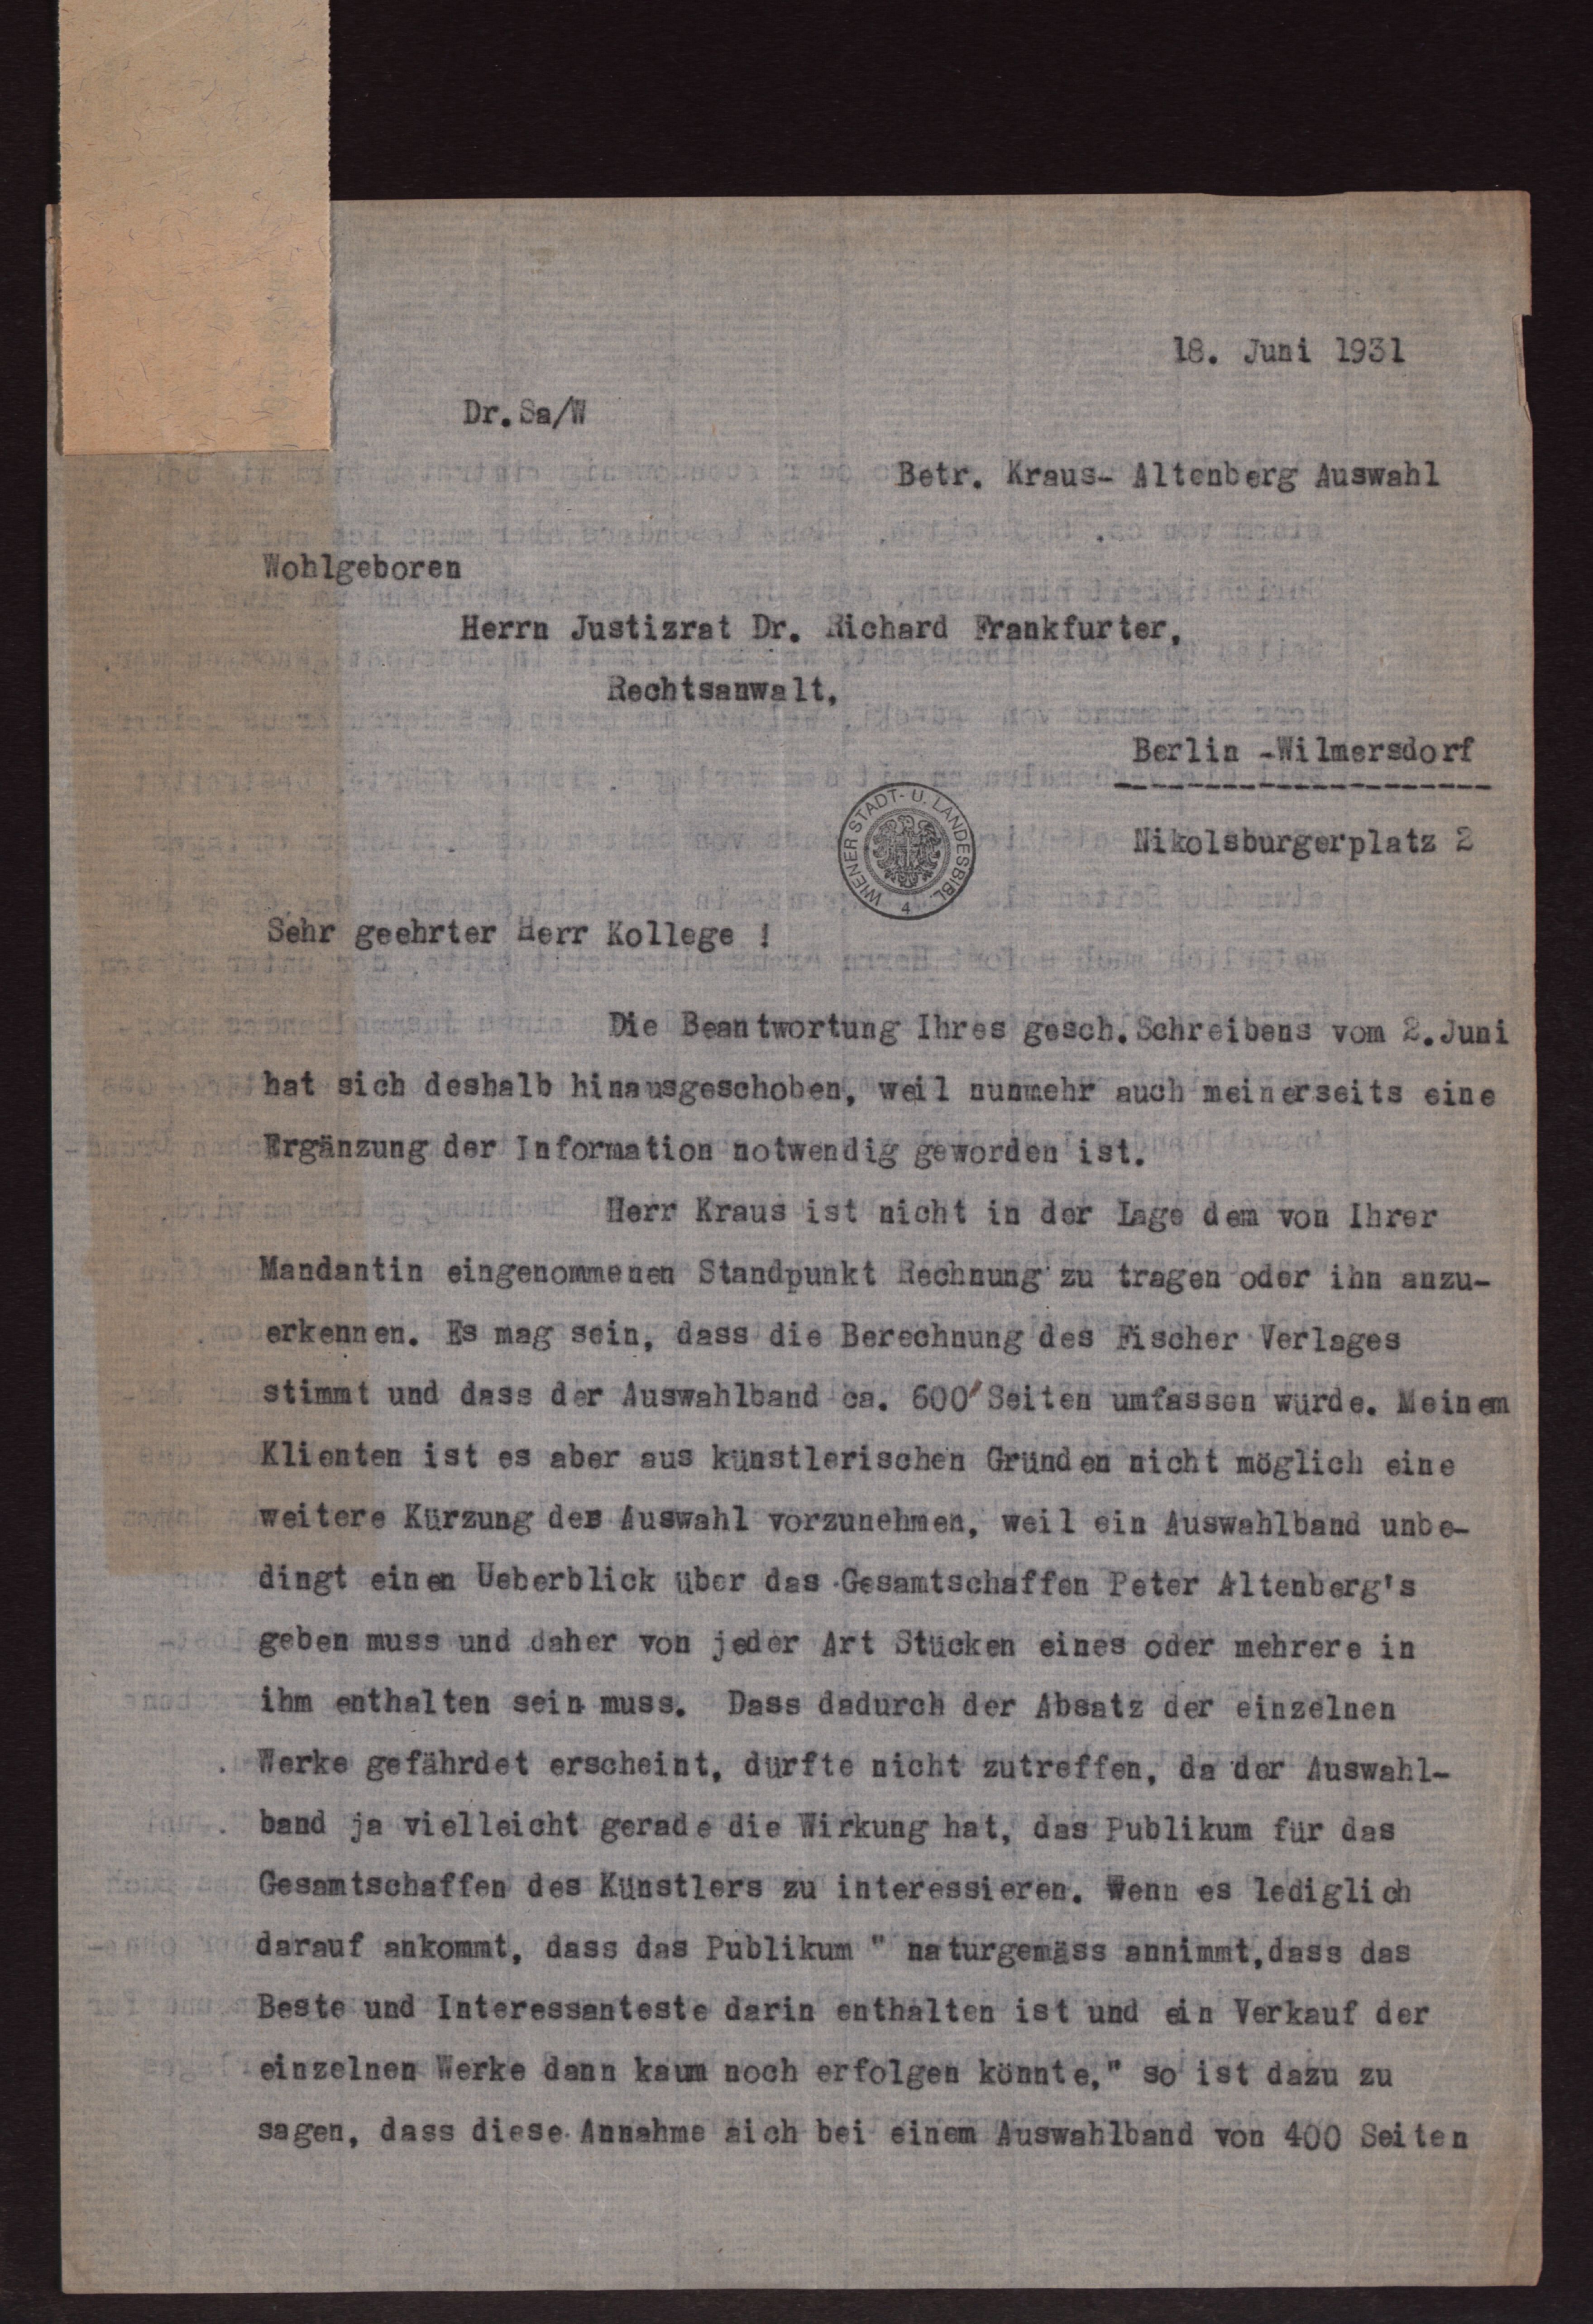 18. Juni 1931
Dr.Sa/W
Betr. Kraus- Altenberg Auswahl
Wohlgeboren
Herrn Justizrat Dr. Richard Frankfurter,
Rechtsanwalt,
Berlin -Wilmersdorf
Nikolsburgerplatz 2
WIENER STADT- U. LANDESBIBL.
4
Sehr geehrter Herr Kollege !
Die Beantwortung Ihres gesch.Schreibens vom 2.Juni
hat sich deshalb hinausgeschoben, weil nunmehr auch meinerseits eine
Ergänzung der Information notwendig geworden ist.
Herr Kraus ist nicht in der Lage dem von Ihrer
Mandantin eingenommenen Standpunkt Rechnung zu tragen oder ihn anzu-
erkennen. Es mag sein, dass die Berechnung des Fischer Verlages
stimmt und dass der Auswahlband ca. 600 Seiten umfassen würde. Meinem
Klienten ist es aber aus künstlerischen Gründen nicht möglich eine
weitere Kürzung der Auswahl vorzunehmen, weil ein Auswahlband unbe-
dingt einen Ueberblick über das Gesamtschaffen Peter Altenberg's
geben muss und daher von jeder Art Stücken eines oder mehrere in
ihm enthalten sein muss. Dass dadurch der Absatz der einzelnen
Werke gefährdet erscheint, dürfte nicht zutreffen, da der Auswahl-
band ja vielleicht gerade die Wirkung hat, das Publikum für das
Gesamtschaffen des Künstlers zu interessieren. Wenn es lediglich
darauf ankommt, dass das Publikum " naturgemäss annimmt,dass das
Beste und Interessanteste darin enthalten ist und ein Verkauf der
einzelnen Werke dann kaum noch erfolgen könnte," so ist dazu zu
sagen, dass diese Annahme sich bei einem Auswahlband von 400 Seiten